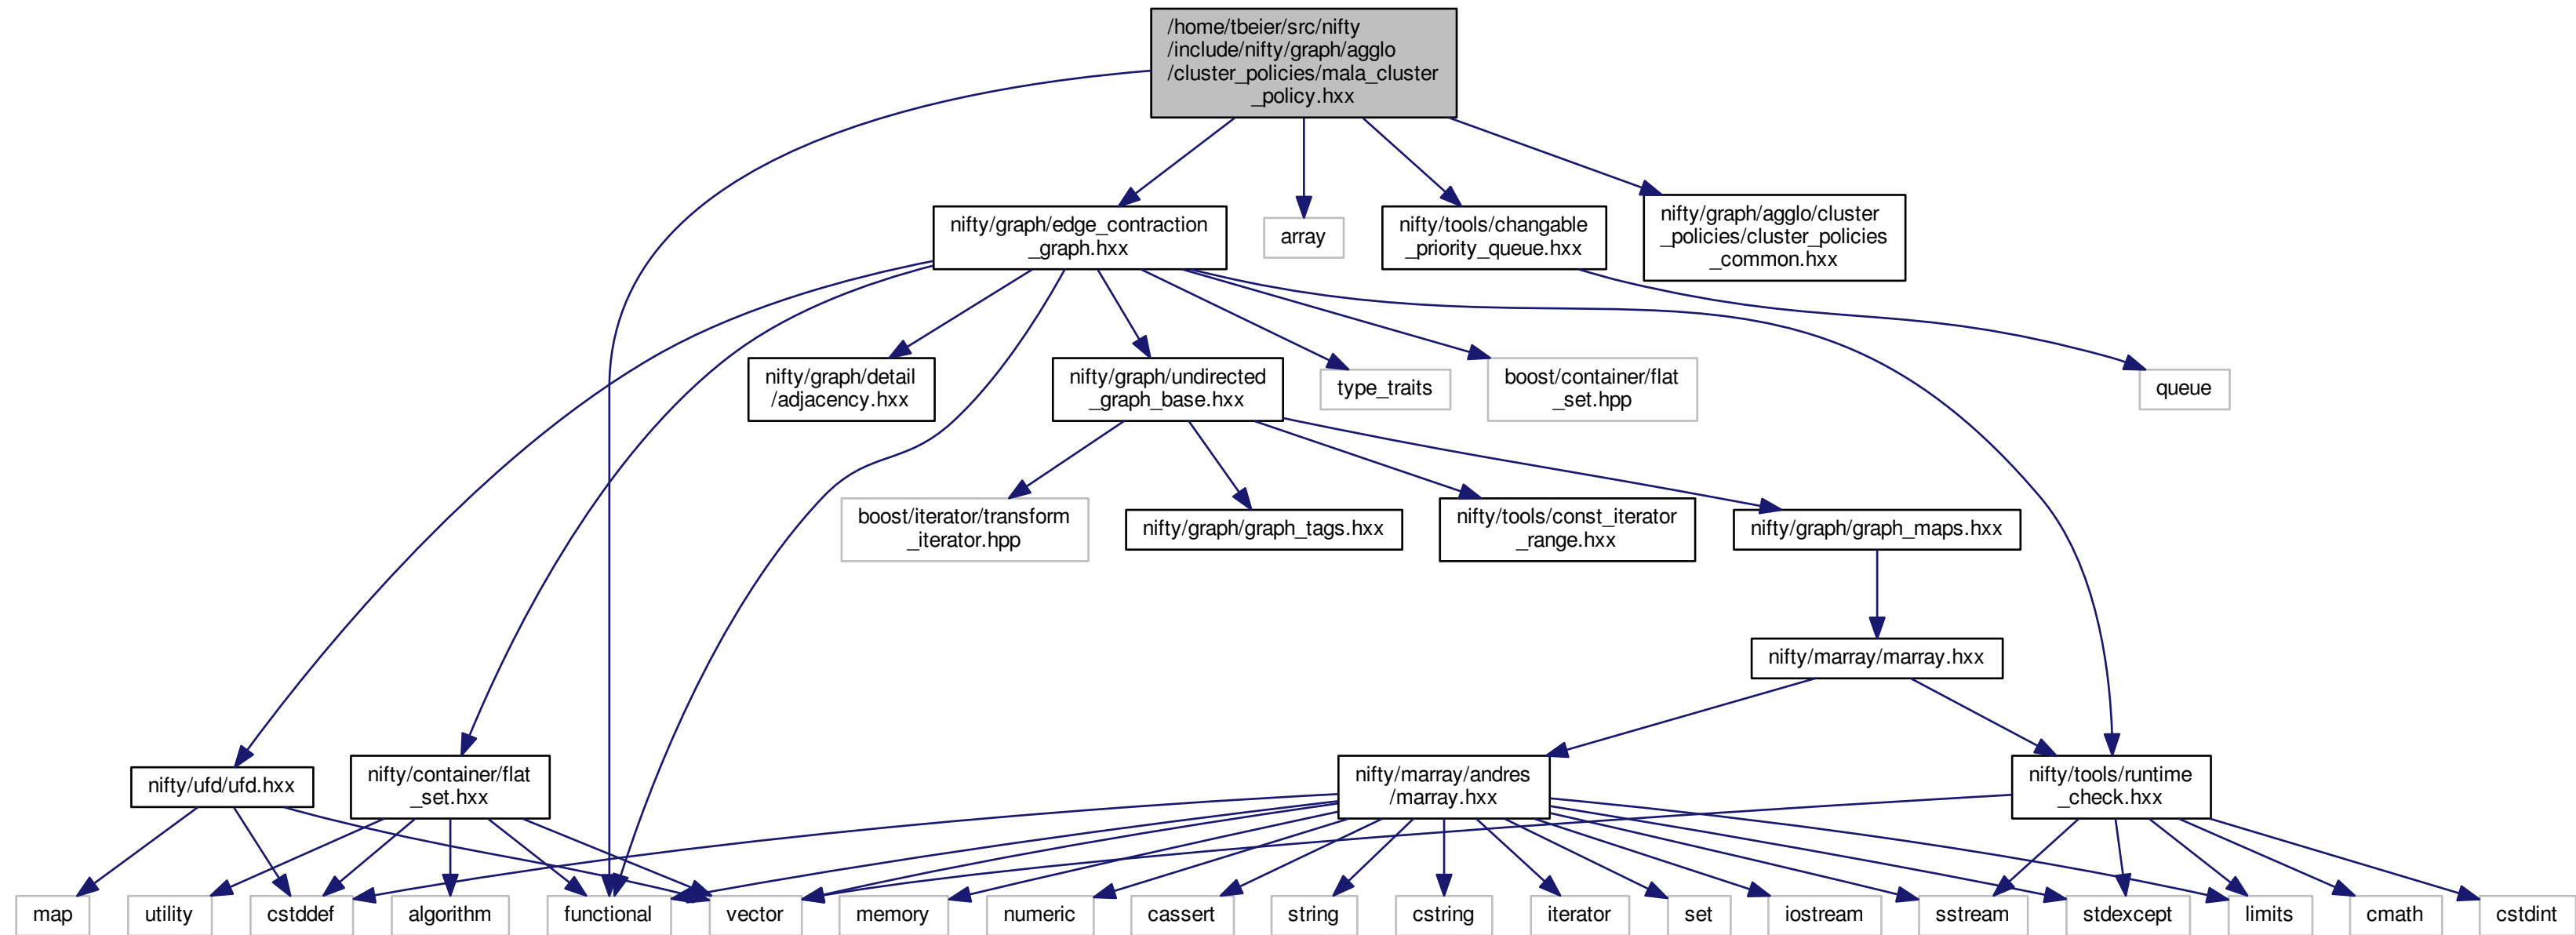 /home/tbeier/src/nifty
/include/nifty/graph/agglo
/cluster_policies/mala_cluster
_policy.hxx
nifty/graph/edge_contraction
_graph.hxx
array
nifty/tools/changable
_priority_queue.hxx
nifty/graph/agglo/cluster
_policies/cluster_policies
_common.hxx
nifty/graph/detail
/adjacency.hxx
nifty/graph/undirected
_graph_base.hxx
type_traits
boost/container/flat
_set.hpp
queue
boost/iterator/transform
_iterator.hpp
nifty/graph/graph_tags.hxx
nifty/tools/const_iterator
_range.hxx
nifty/graph/graph_maps.hxx
nifty/marray/marray.hxx
nifty/ufd/ufd.hxx
nifty/container/flat
_set.hxx
nifty/marray/andres
/marray.hxx
nifty/tools/runtime
_check.hxx
map
utility
cstddef
algorithm
functional
vector
memory
numeric
cassert
string
cstring
iterator
set
iostream
sstream
stdexcept
limits
cmath
cstdint